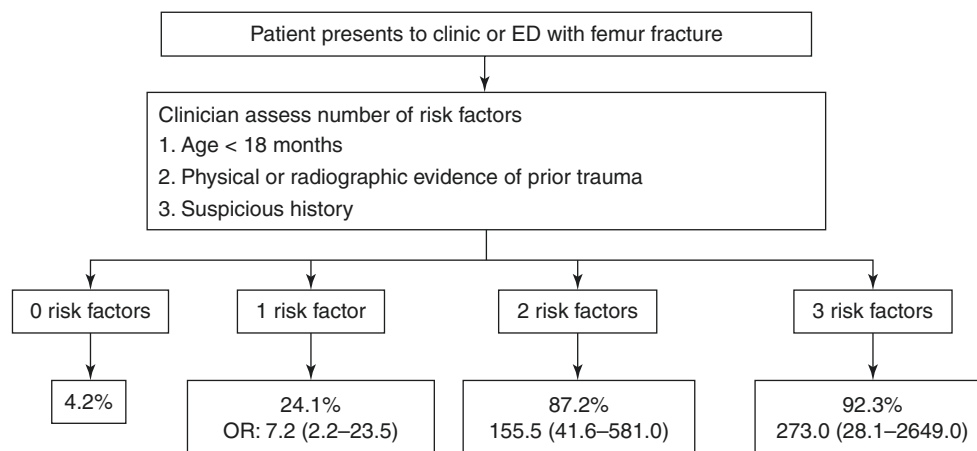 Patient presents to clinic or ED with femur fracture
Clinician assess number of risk factors
1. Age < 18 months
2. Physical or radiographic evidence of prior trauma
3. Suspicious history
0 risk factors
1 risk factor
2 risk factors
3 risk factors
4.2%
24.1%
OR: 7.2 (2.2–23.5)
87.2%
155.5 (41.6–581.0)
92.3%
273.0 (28.1–2649.0)